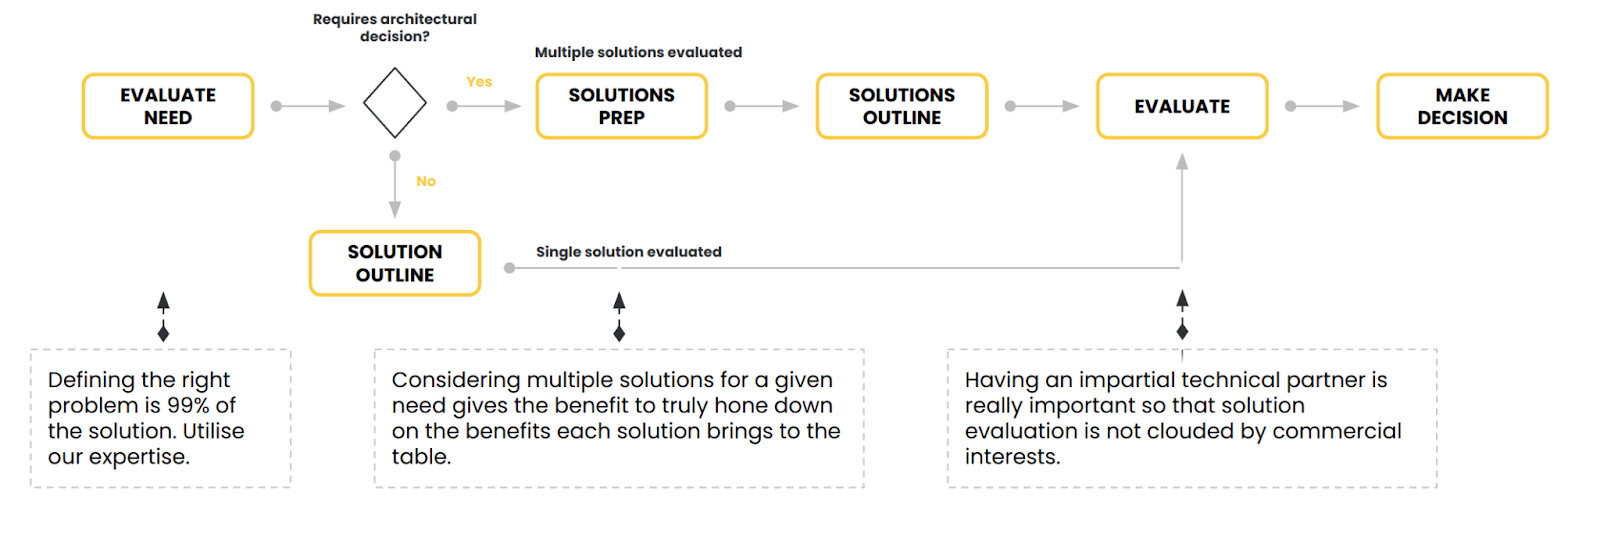 Requires architectural
decision?
Multiple solutions evaluated
EVALUATE
NEED
Yes
SOLUTIONS
PREP
SOLUTIONS
OUTLINE
EVALUATE
MAKE
DECISION
No
SOLUTION
OUTLINE
Single solution evaluated
Defining the right
problem is 99% of
the solution. Utilise
our expertise.
Considering multiple solutions for a given
need gives the benefit to truly hone down
on the benefits each solution brings to the
table.
Having an impartial technical partner is
really important so that solution
evaluation is not clouded by commercial
interests.